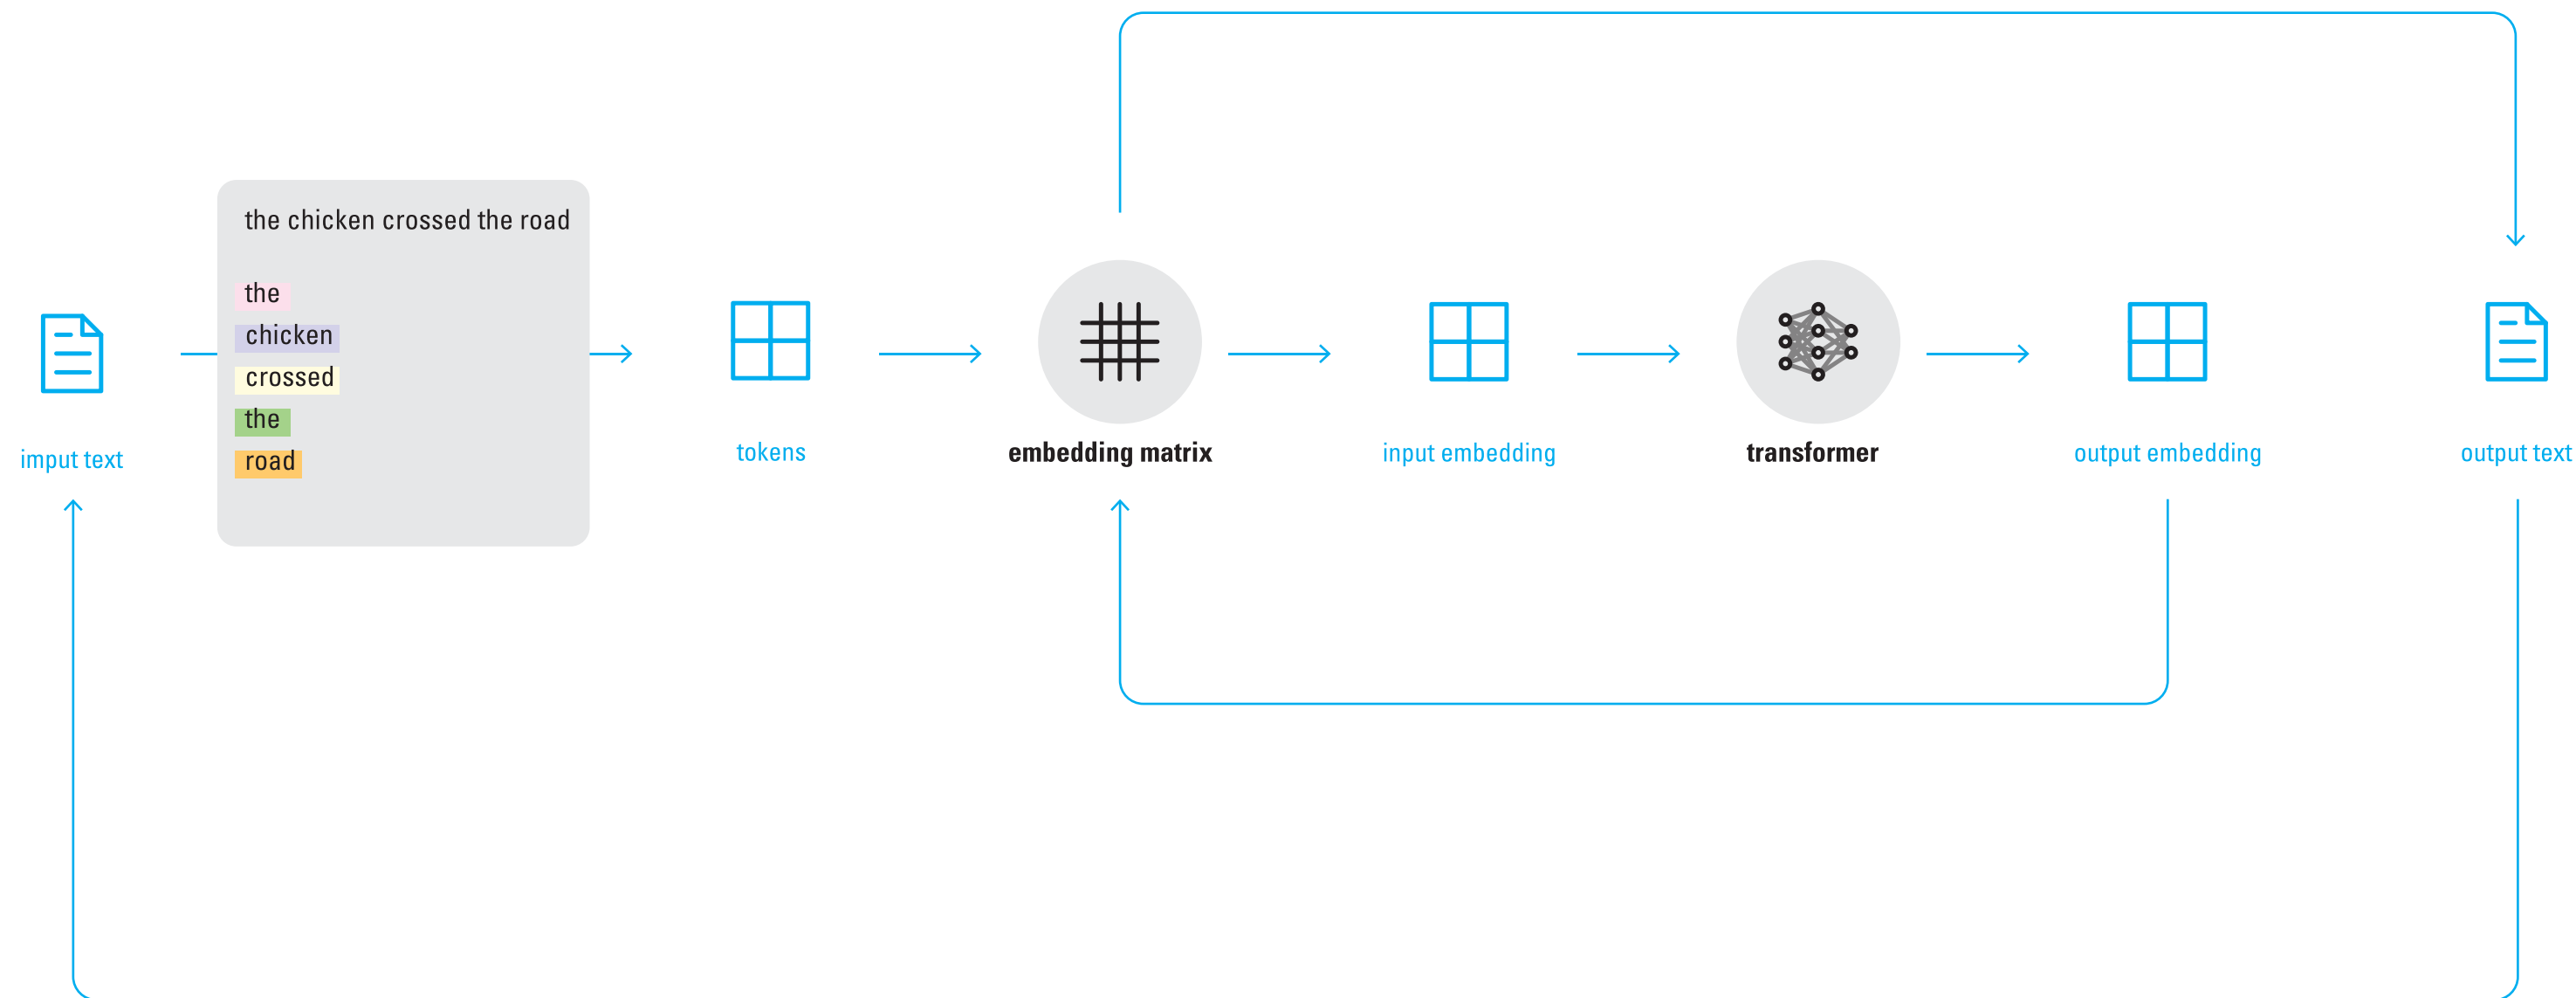 the chicken crossed the road
the
chicken
crossed
the
road
imput text
tokens
embedding matrix
input embedding
transformer
output embedding
output text